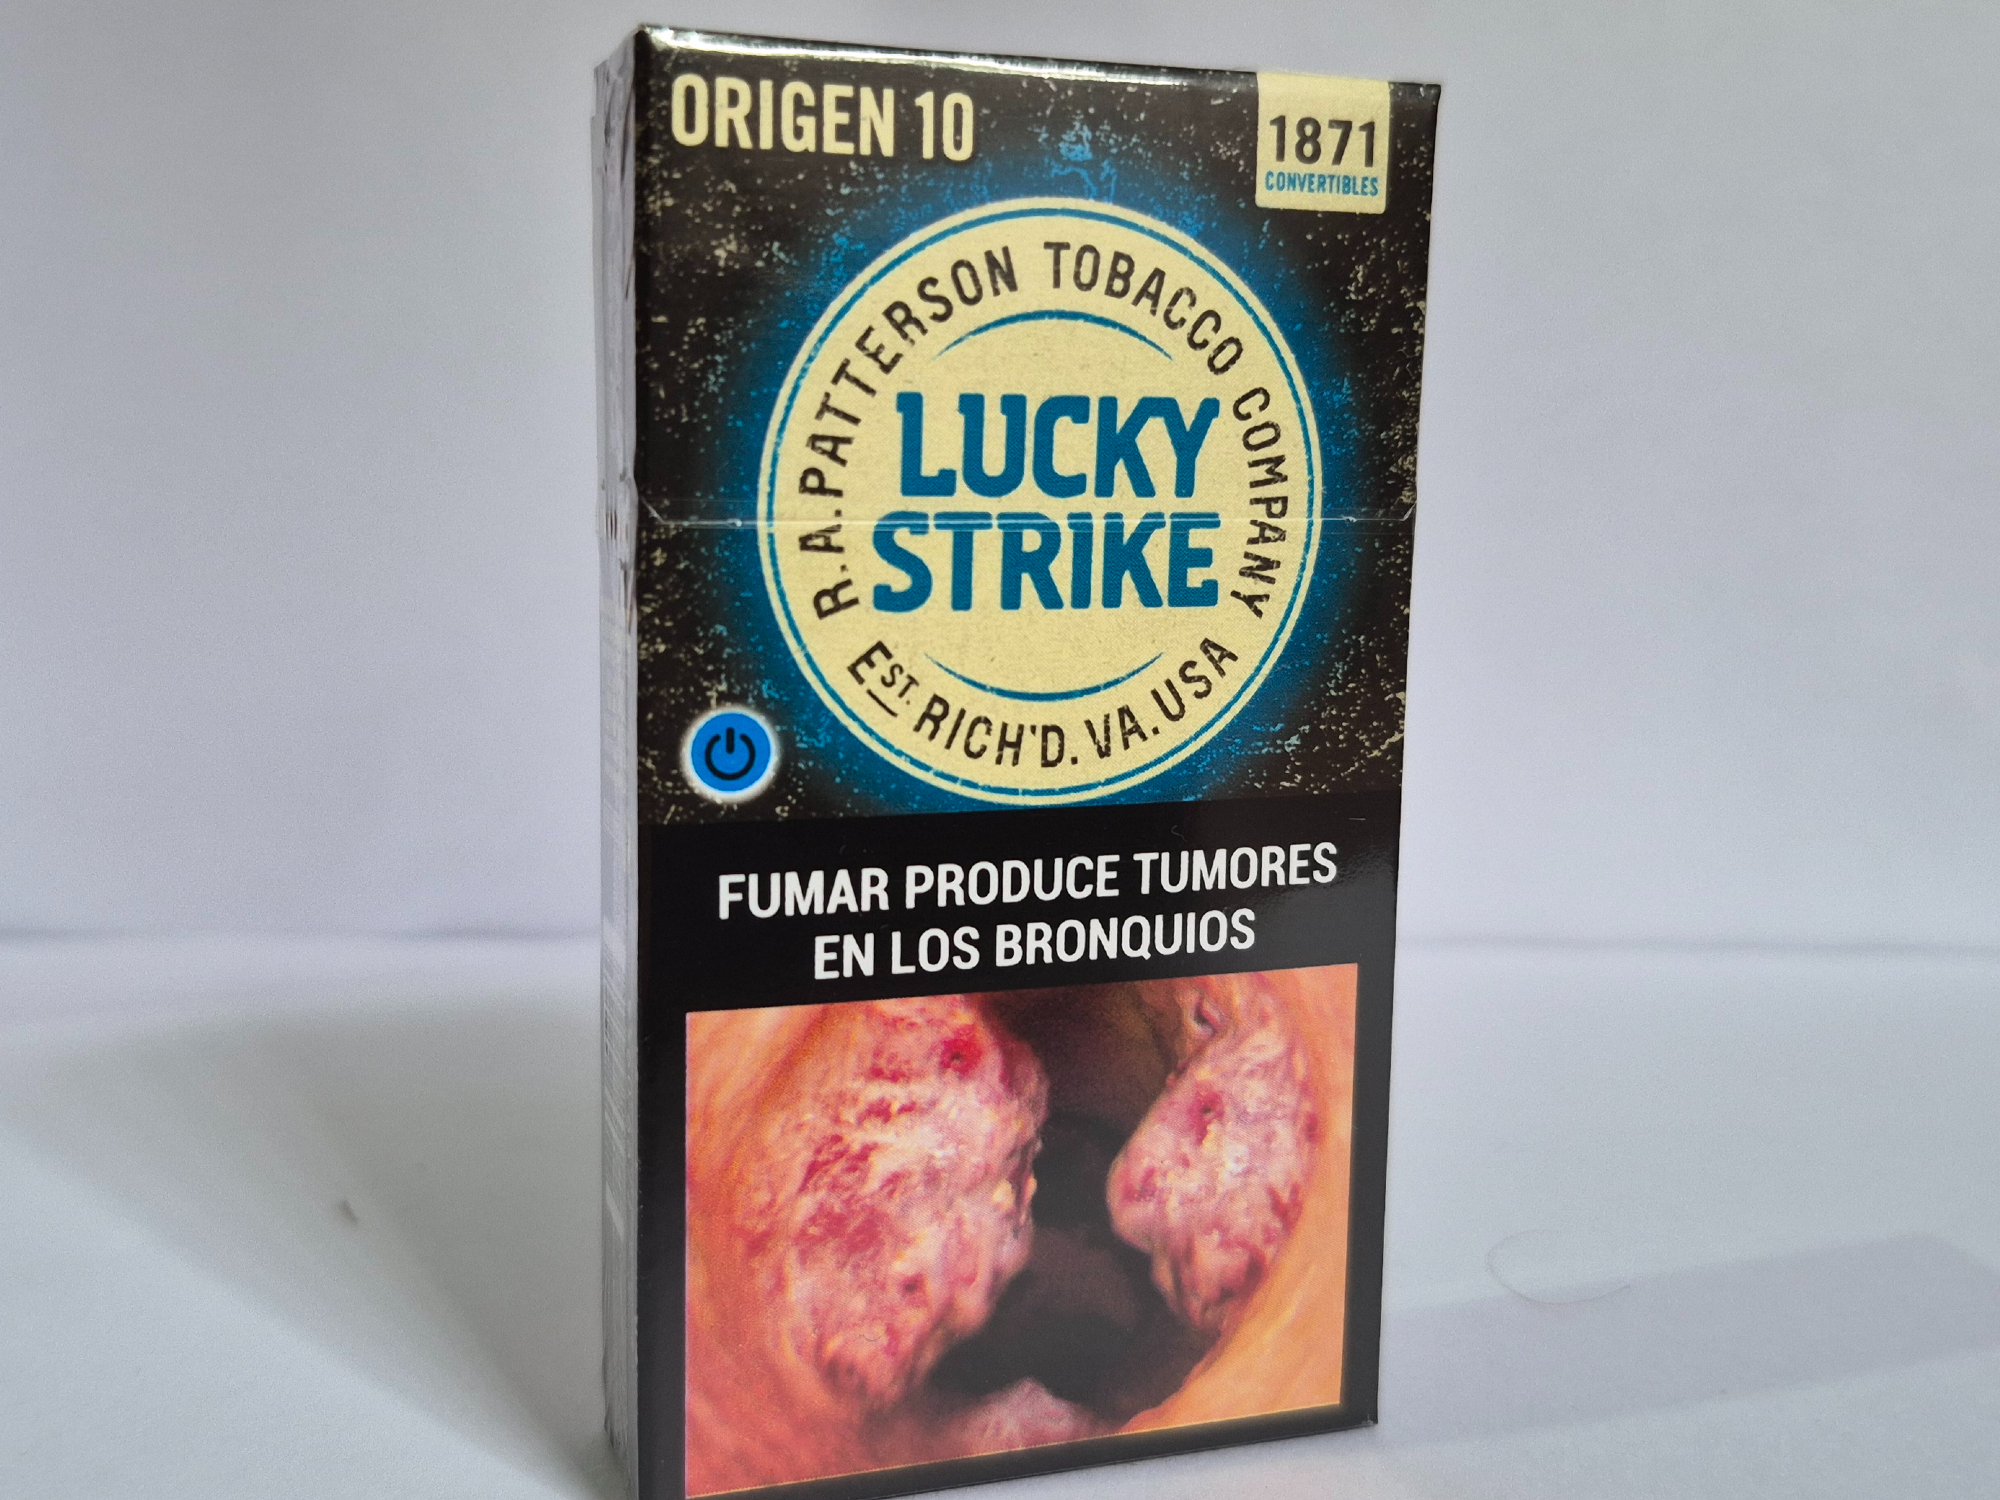 ORIGEN 10
1871
CONVERTIBLES
R.A.PATTERSON TOBACCO COMPANY
LUCKY
STRIKE
EST. RICH'D. VA. USA
FUMAR PRODUCE TUMORES
EN LOS BRONQUIOS